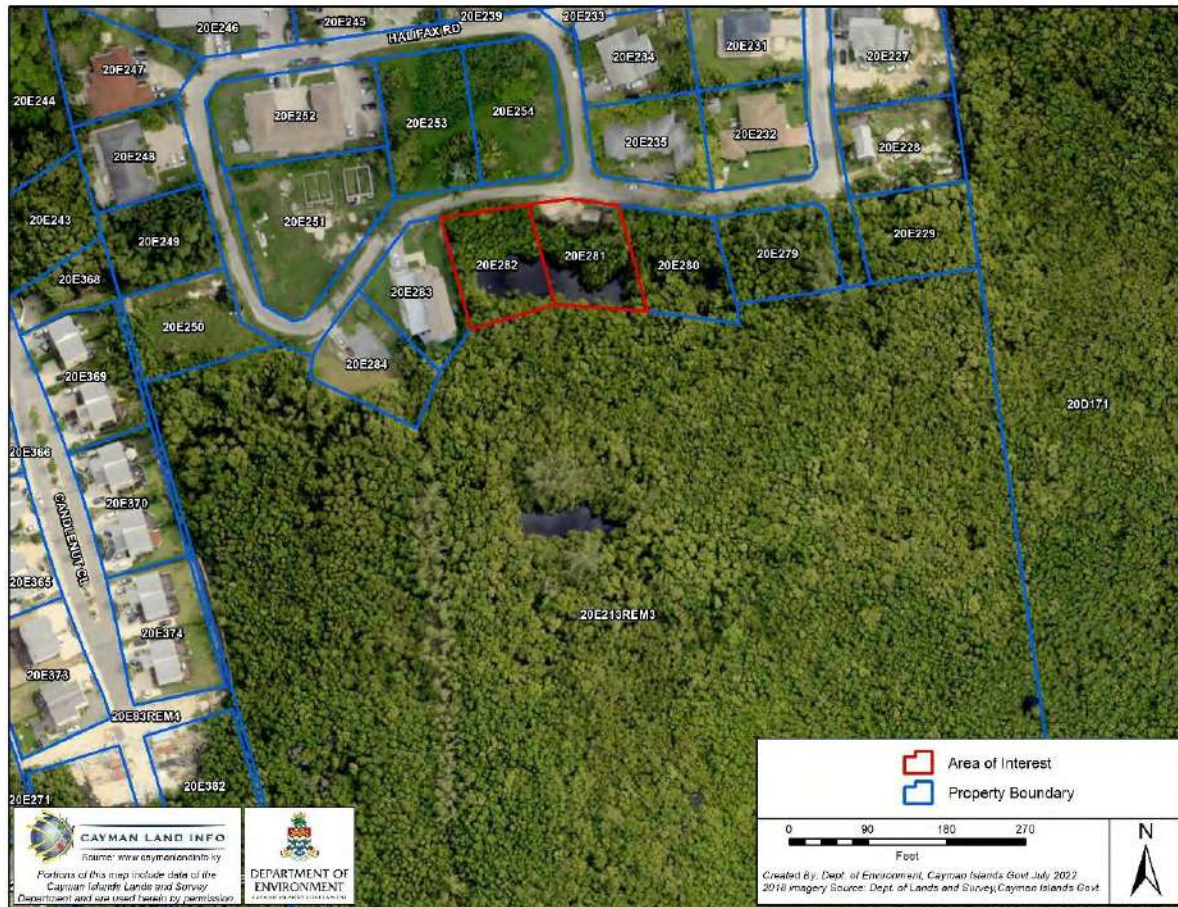 20E246
20E245
20E239
20E233
HALIFAX RD
20E247
20E234
20E231
20E227
20E244
20E252
20E253
20E254
20E235
20E232
20E228
20E248
20E243
20E249
20E251
20E229
20E282
20E281
20E280
20E279
20E368
20E283
20E250
20E284
20E369
20D171
20E366
20E370
CANDLENUT CL
20E365
20E213REM3
20E374
20E373
20E83REM4
20E382
20E271
Area of Interest
Property Boundary
0 90 180 270
Feet
N
CAYMAN LAND INFO
Source: www.caymanlandinfo.ky
Portions of this map include data of the
Cayman Islands Lands and Survey
Department and are used herein by permission
DEPARTMENT OF
ENVIRONMENT
CAYMAN ISLANDS GOVERNMENT
Created By: Dept. of Environment, Cayman Islands Govt July 2022
2018 imagery Source: Dept. of Lands and Survey, Cayman Islands Govt.